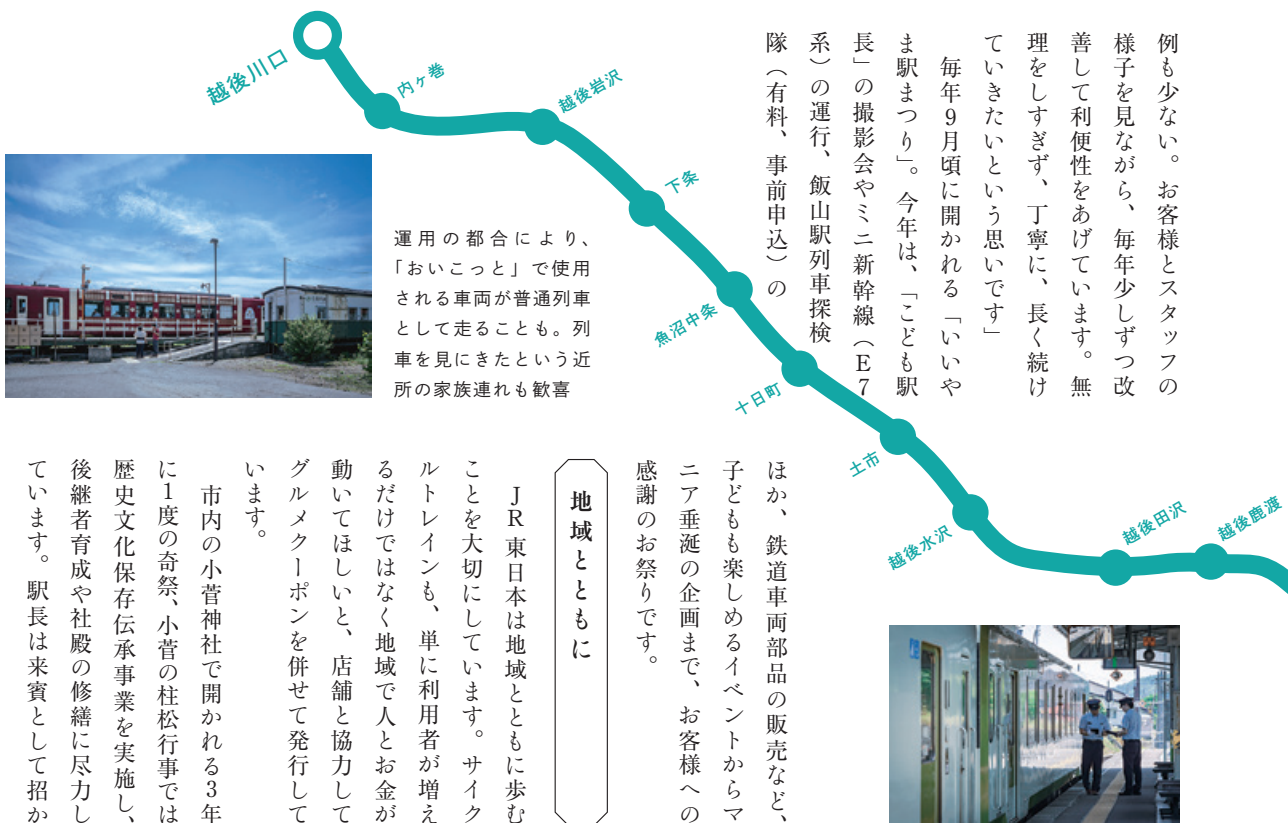 例も少ない。お客様とスタッフの
様子を見ながら、毎年少しずつ改
善して利便性をあげています。無
理をしすぎず、丁寧に、長く続け
ていきたいという思いです」
毎年9月頃に開かれる「いいや
ま駅まつり」。今年は、「こども駅
長」の撮影会やミニ新幹線（E7
系）の運行、飯山駅列車探検
隊（有料、事前申込）の
越後川口
内ヶ巻
越後岩沢
下条
魚沼中条
十日町
土市
越後水沢
越後田沢
越後鹿渡
運用の都合により、
「おいこっと」で使用
される車両が普通列車
として走ることも。列
車を見にきたという近
所の家族連れも歓喜
ほか、鉄道車両部品の販売など、
子どもも楽しめるイベントからマ
ニア垂涎の企画まで、お客様への
感謝のお祭りです。
地域とともに
JR東日本は地域とともに歩む
ことを大切にしています。サイク
ルトレインも、単に利用者が増え
るだけではなく地域で人とお金が
動いてほしいと、店舗と協力して
グルメクーポンを併せて発行して
います。
市内の小菅神社で開かれる3年
に1度の奇祭、小菅の柱松行事では
歴史文化保存伝承事業を実施し、
後継者育成や社殿の修繕に尽力し
ています。駅長は来賓として招か